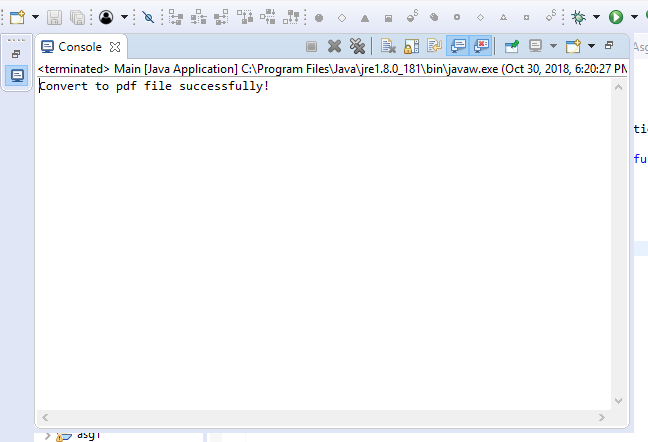 Console
Asg
<terminated> Main [Java Application] C:\Program Files\Java\jre1.8.0_181\bin\javaw.exe (Oct 30, 2018, 6:20:27 PM
Convert to pdf file successfully!
tic
fu
asg1